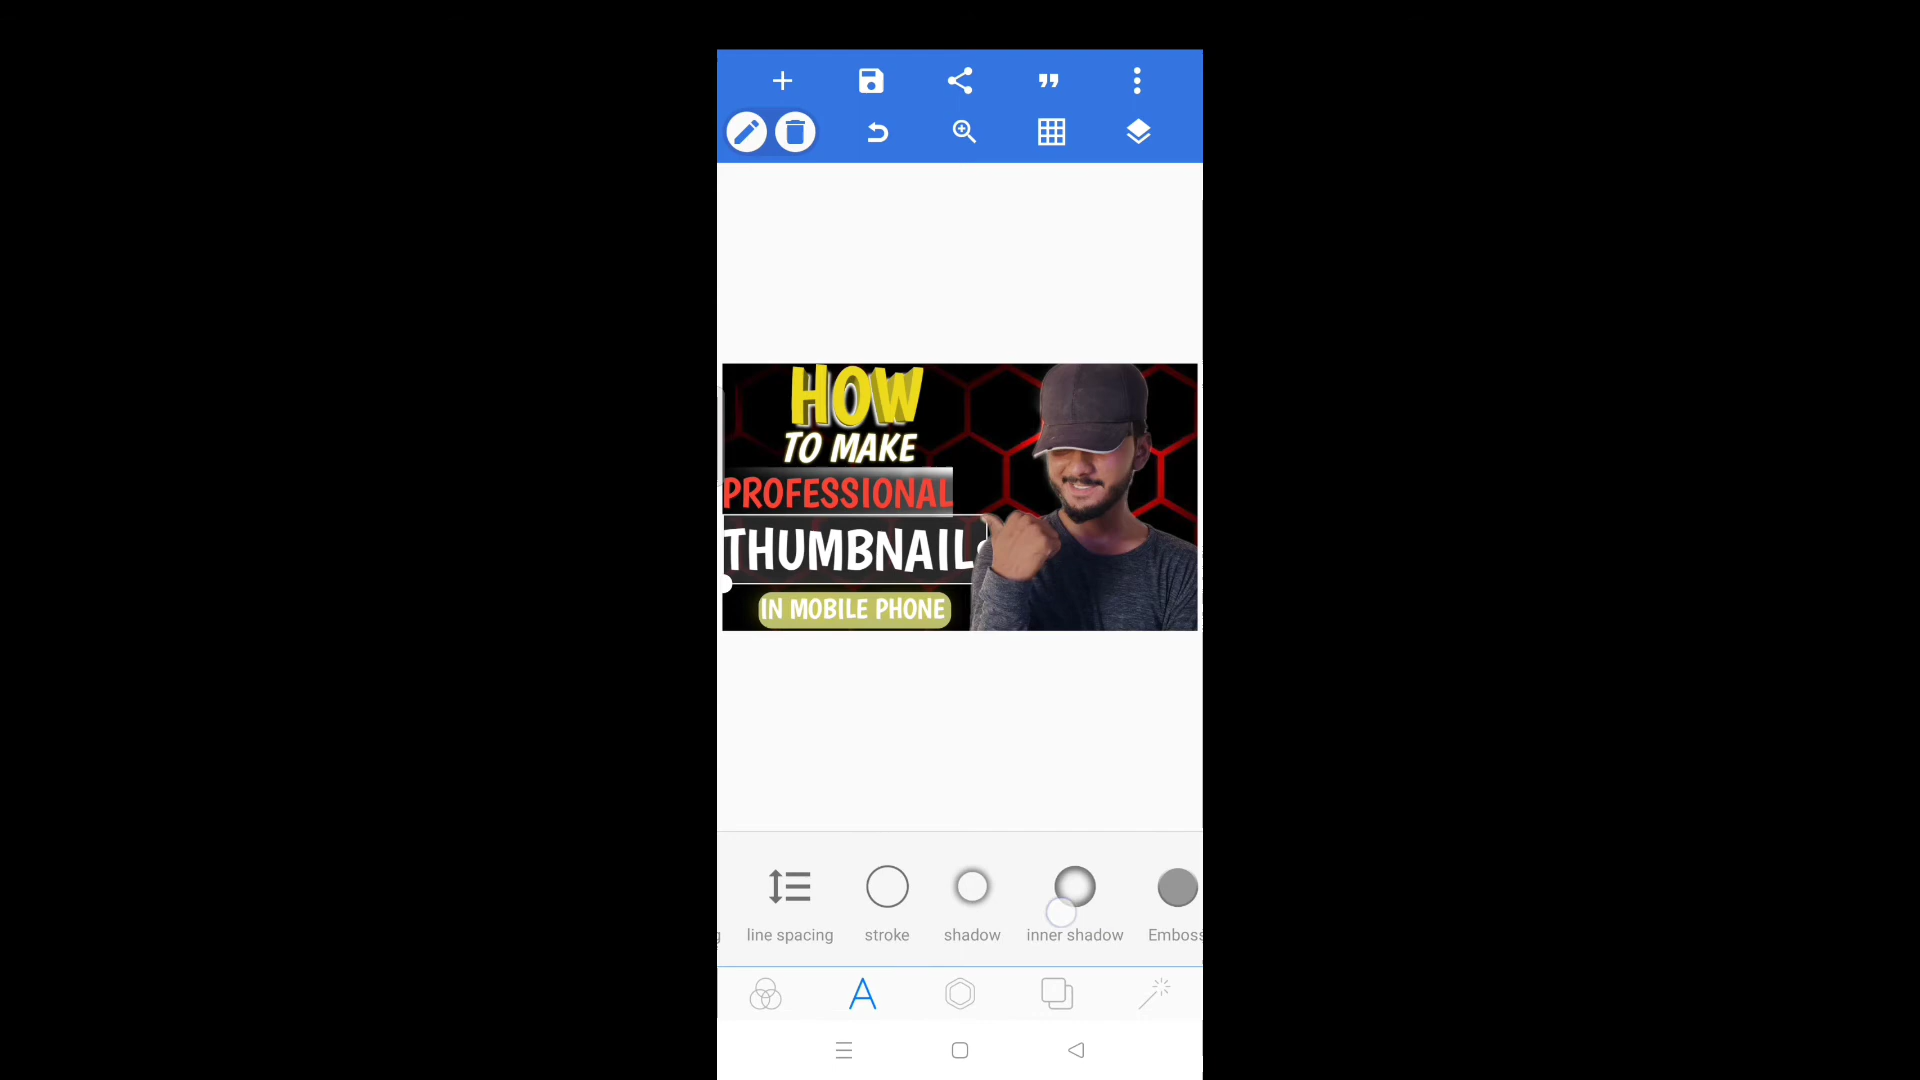 HOW
TO MAKE
PROFESSIONAL
THUMBNAIL
IN MOBILE PHONE
line spacing
stroke
shadow
inner shadow
Emboss